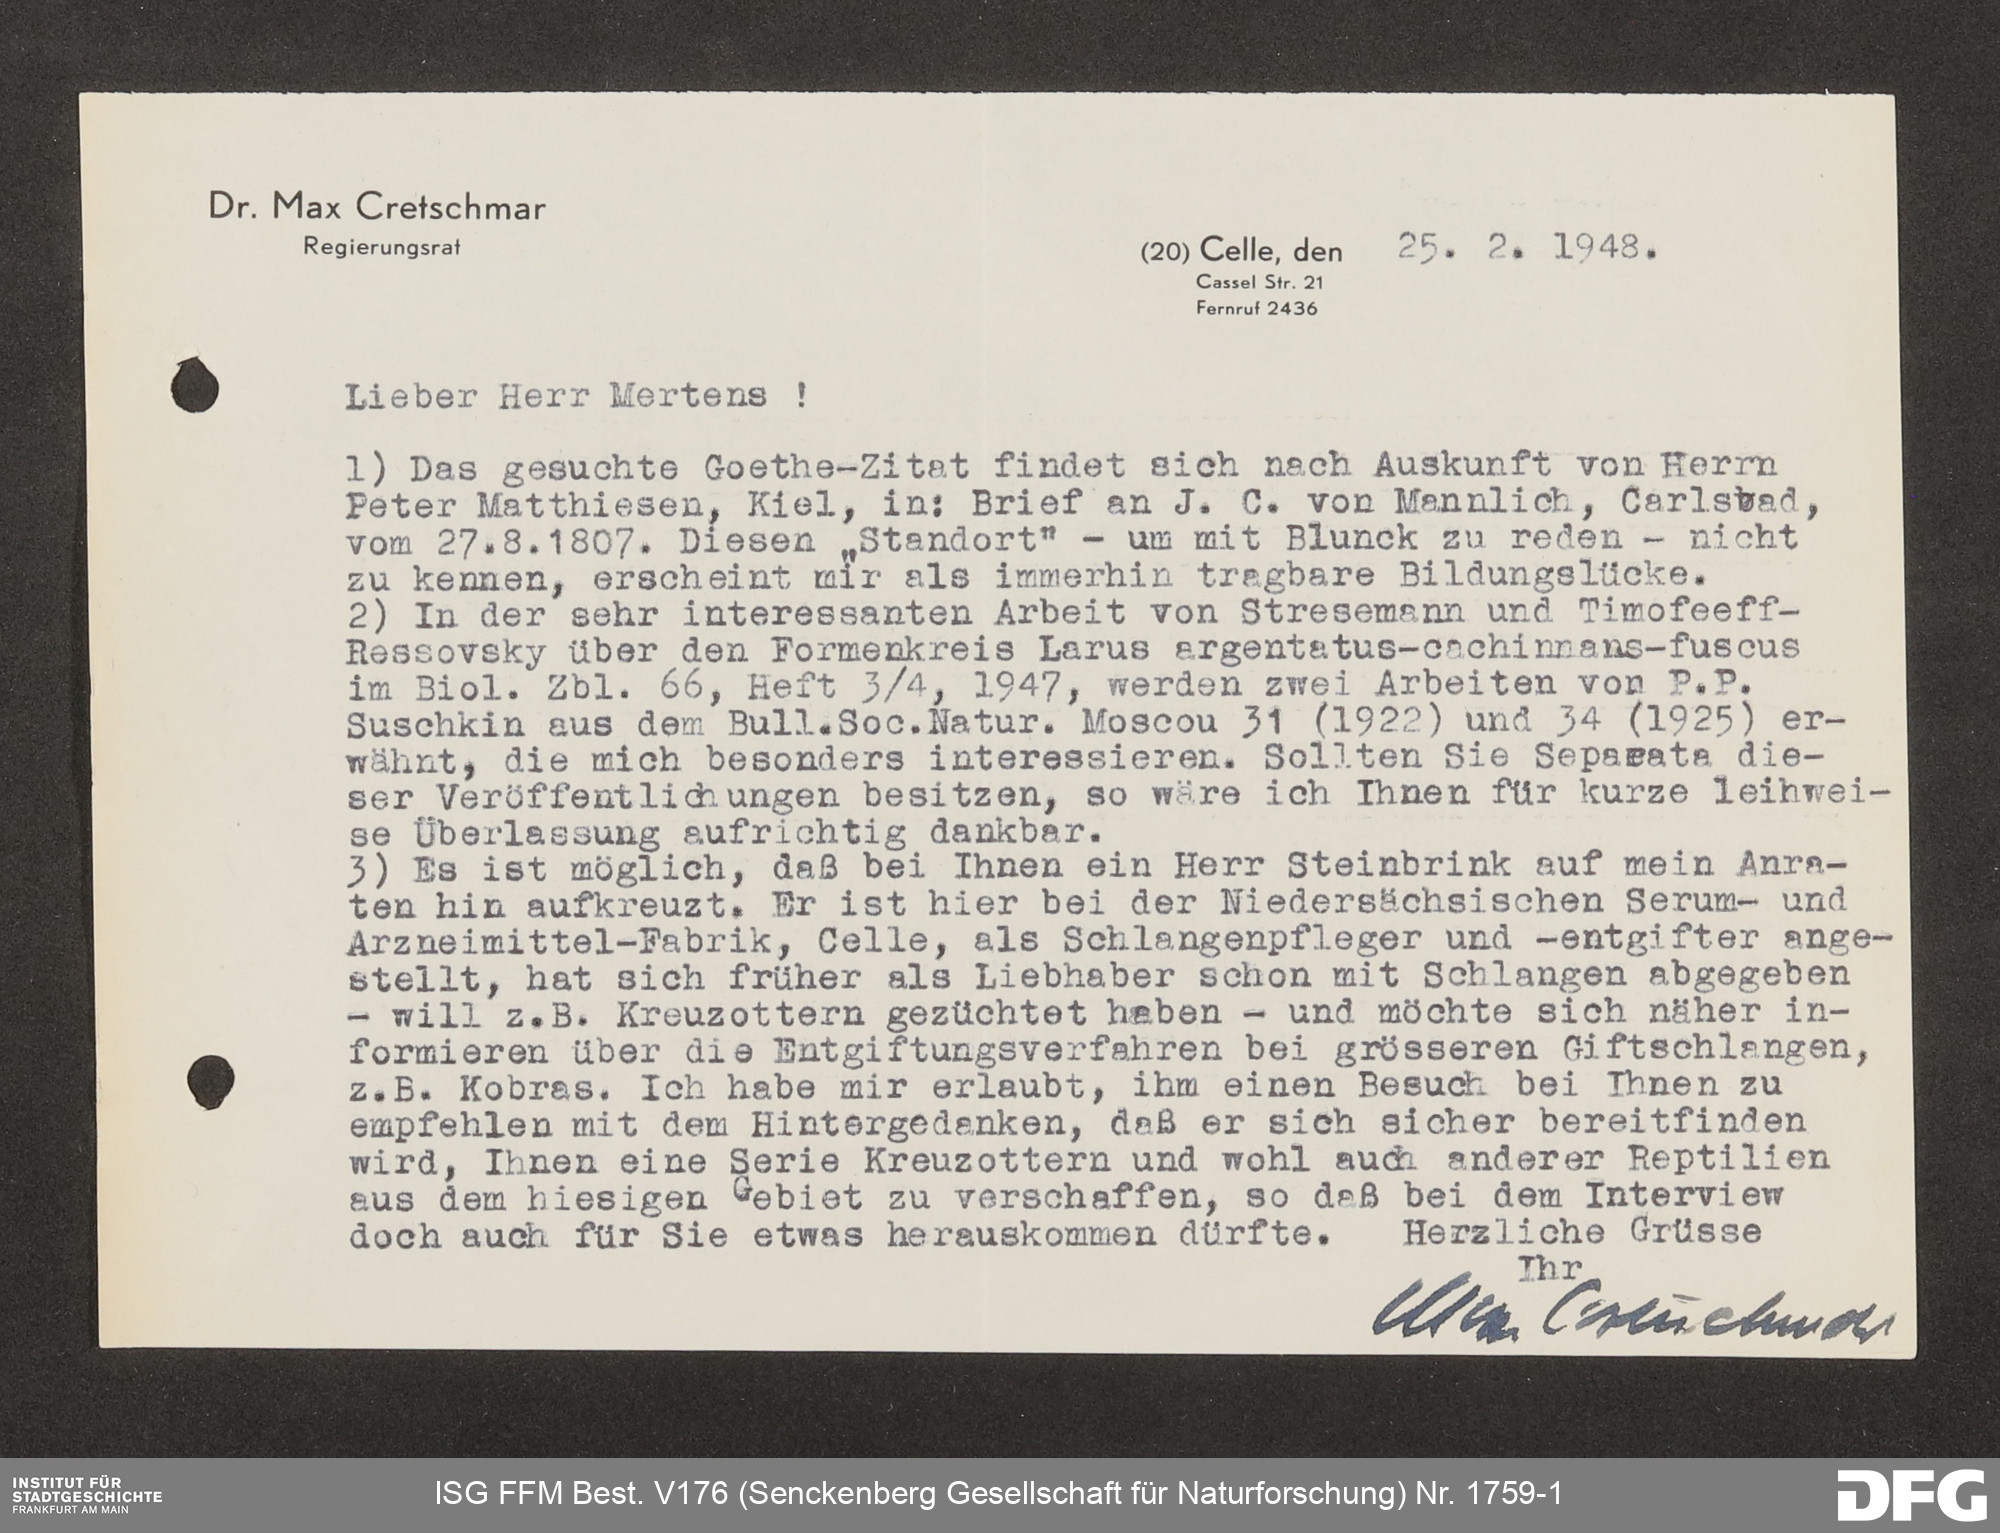 Dr. Max Cretschmar
Regierungsrat
(20) Celle, den 25. 2. 1948.
Cassel Str. 21
Fernruf 2436
Lieber Herr Mertens !
1) Das gesuchte Goethe-Zitat findet sich nach Auskunft von Herrn
Peter Matthiesen, Kiel, in: Brief an J. C. von Mannlich, Carlsbad,
vom 27.8.1807. Diesen „Standort" - um mit Blunck zu reden - nicht
zu kennen, erscheint mir als immerhin tragbare Bildungslücke.
2) In der sehr interessanten Arbeit von Stresemann und Timofeeff-
Ressovsky über den Formenkreis Larus argentatus-cachinnans-fuscus
im Biol. Zbl. 66, Heft 3/4, 1947, werden zwei Arbeiten von P.P.
Suschkin aus dem Bull.Soc.Natur. Moscou 31 (1922) und 34 (1925) er-
wähnt, die mich besonders interessieren. Sollten Sie Separata die-
ser Veröffentlichungen besitzen, so wäre ich Ihnen für kurze leihwei-
se Überlassung aufrichtig dankbar.
3) Es ist möglich, daß bei Ihnen ein Herr Steinbrink auf mein Anra-
ten hin aufkreuzt. Er ist hier bei der Niedersächsischen Serum- und
Arzneimittel-Fabrik, Celle, als Schlangenpfleger und -entgifter ange-
stellt, hat sich früher als Liebhaber schon mit Schlangen abgegeben
- will z.B. Kreuzottern gezüchtet haben - und möchte sich näher in-
formieren über die Entgiftungsverfahren bei grösseren Giftschlangen,
z.B. Kobras. Ich habe mir erlaubt, ihm einen Besuch bei Ihnen zu
empfehlen mit dem Hintergedanken, daß er sich sicher bereitfinden
wird, Ihnen eine Serie Kreuzottern und wohl auch anderer Reptilien
aus dem hiesigen Gebiet zu verschaffen, so daß bei dem Interview
doch auch für Sie etwas herauskommen dürfte. Herzliche Grüsse
Ihr
Max Cretschmar
INSTITUT FÜR
STADTGESCHICHTE
FRANKFURT AM MAIN
ISG FFM Best. V176 (Senckenberg Gesellschaft für Naturforschung) Nr. 1759-1
DFG